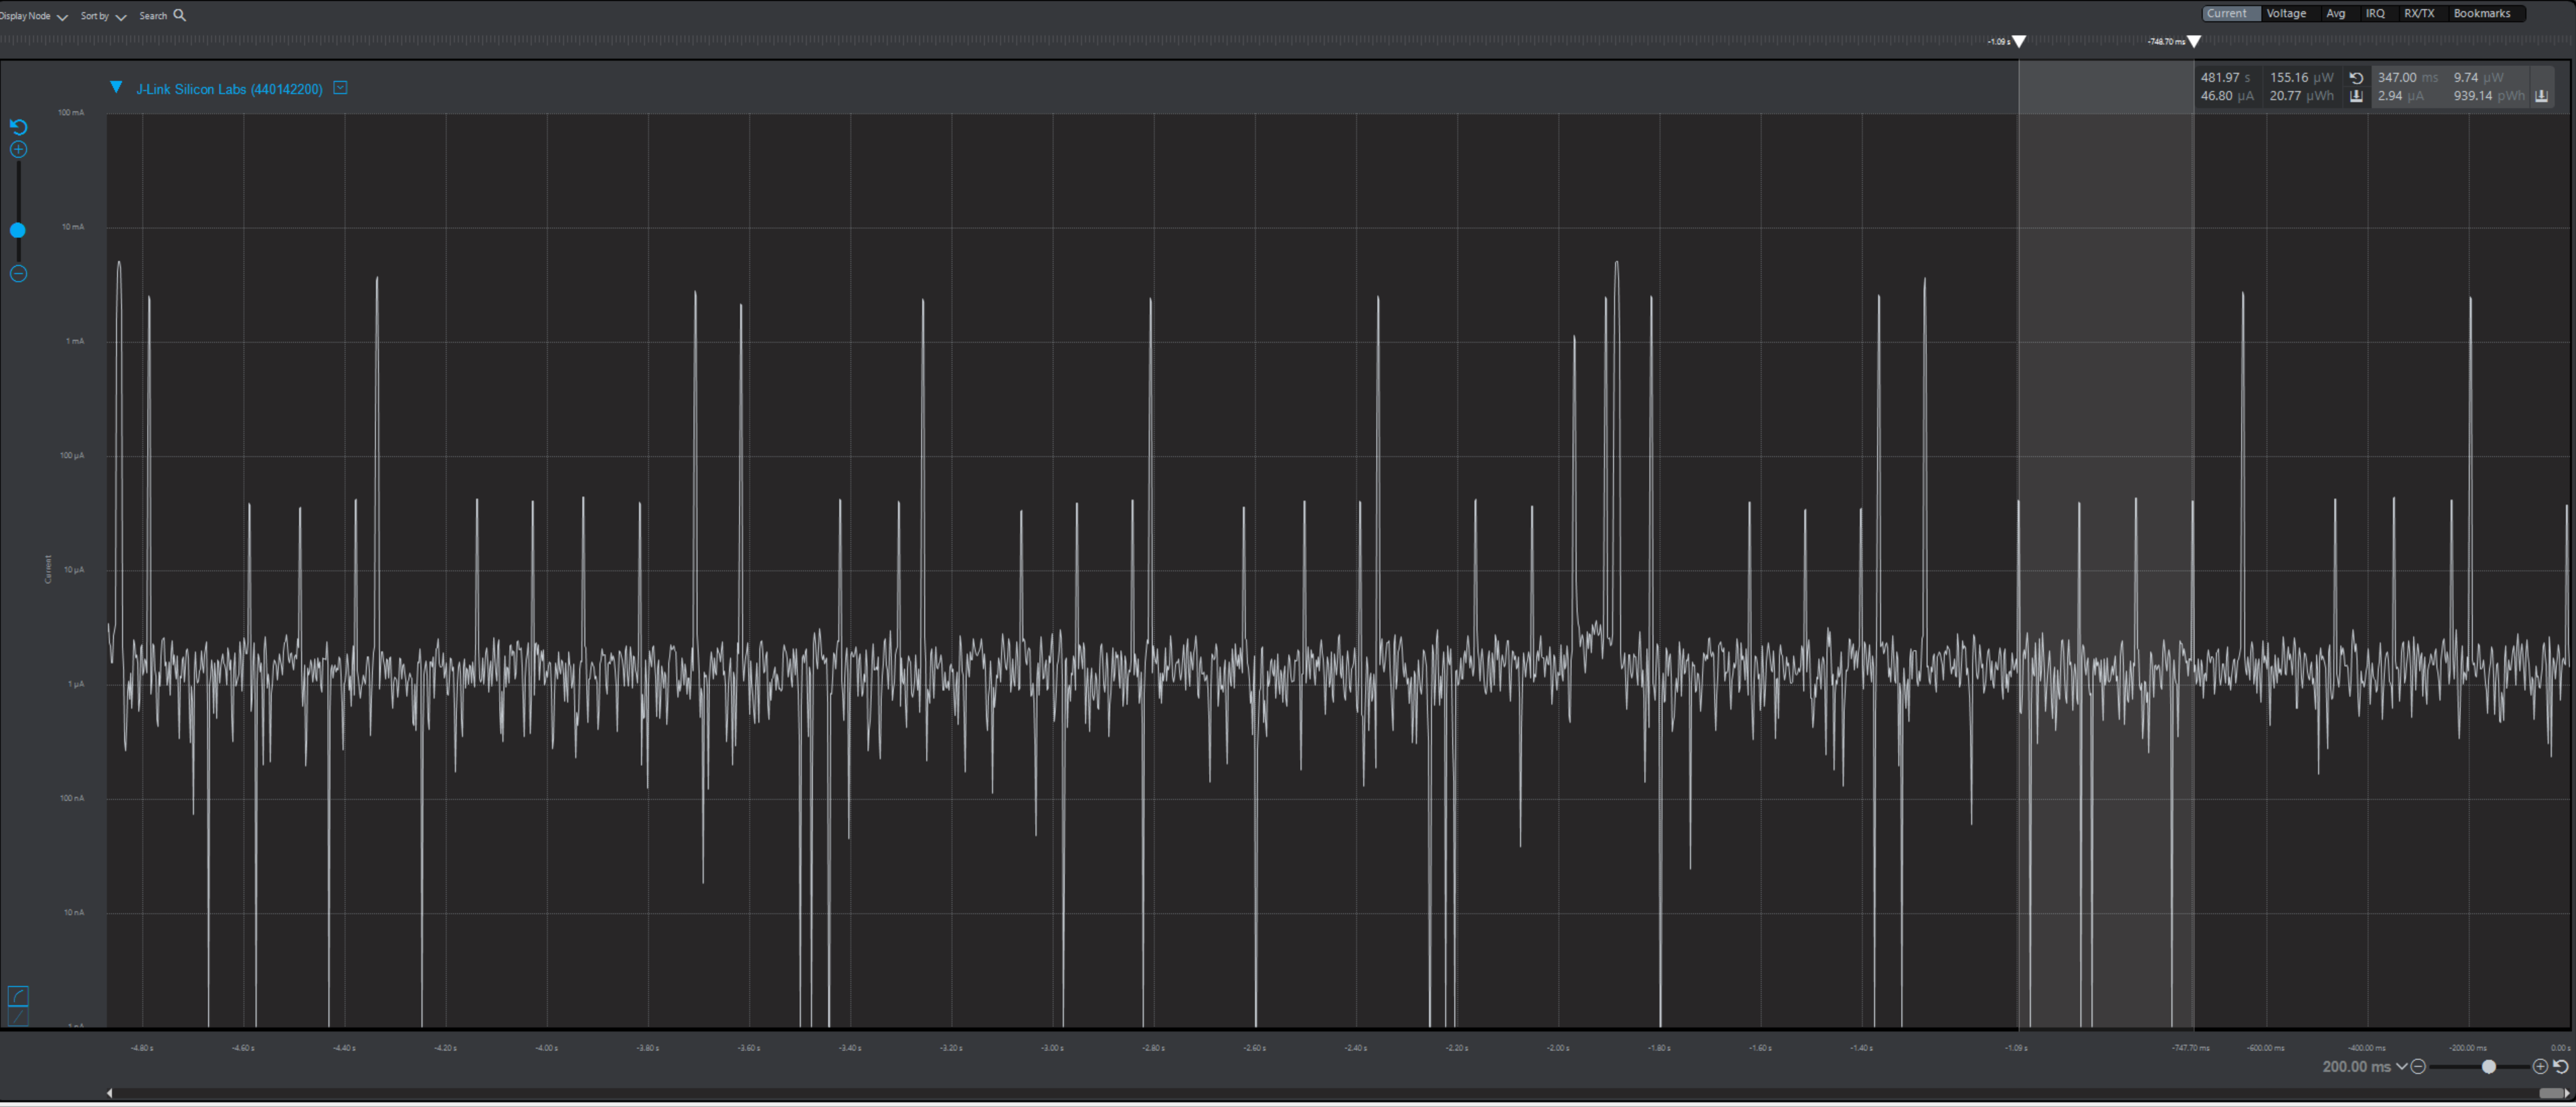 Display Node Sort by Search Current Voltage Avg IRQ RX/TX Bookmarks
-1.09 s -748.70 ms
J-Link Silicon Labs (440142200)
481.97 s 155.16 µW 347.00 ms 9.74 µW
46.80 µA 20.77 µWh 2.94 µA 939.14 pWh
100 mA
10 mA
1 mA
100 µA
Current
10 µA
1 µA
100 nA
10 nA
1 nA
-4.80 s -4.60 s -4.40 s -4.20 s -4.00 s -3.80 s -3.60 s -3.40 s -3.20 s -3.00 s -2.80 s -2.60 s -2.40 s -2.20 s -2.00 s -1.80 s -1.60 s -1.40 s -1.09 s -747.70 ms -600.00 ms -400.00 ms -200.00 ms 0.00 s
200.00 ms